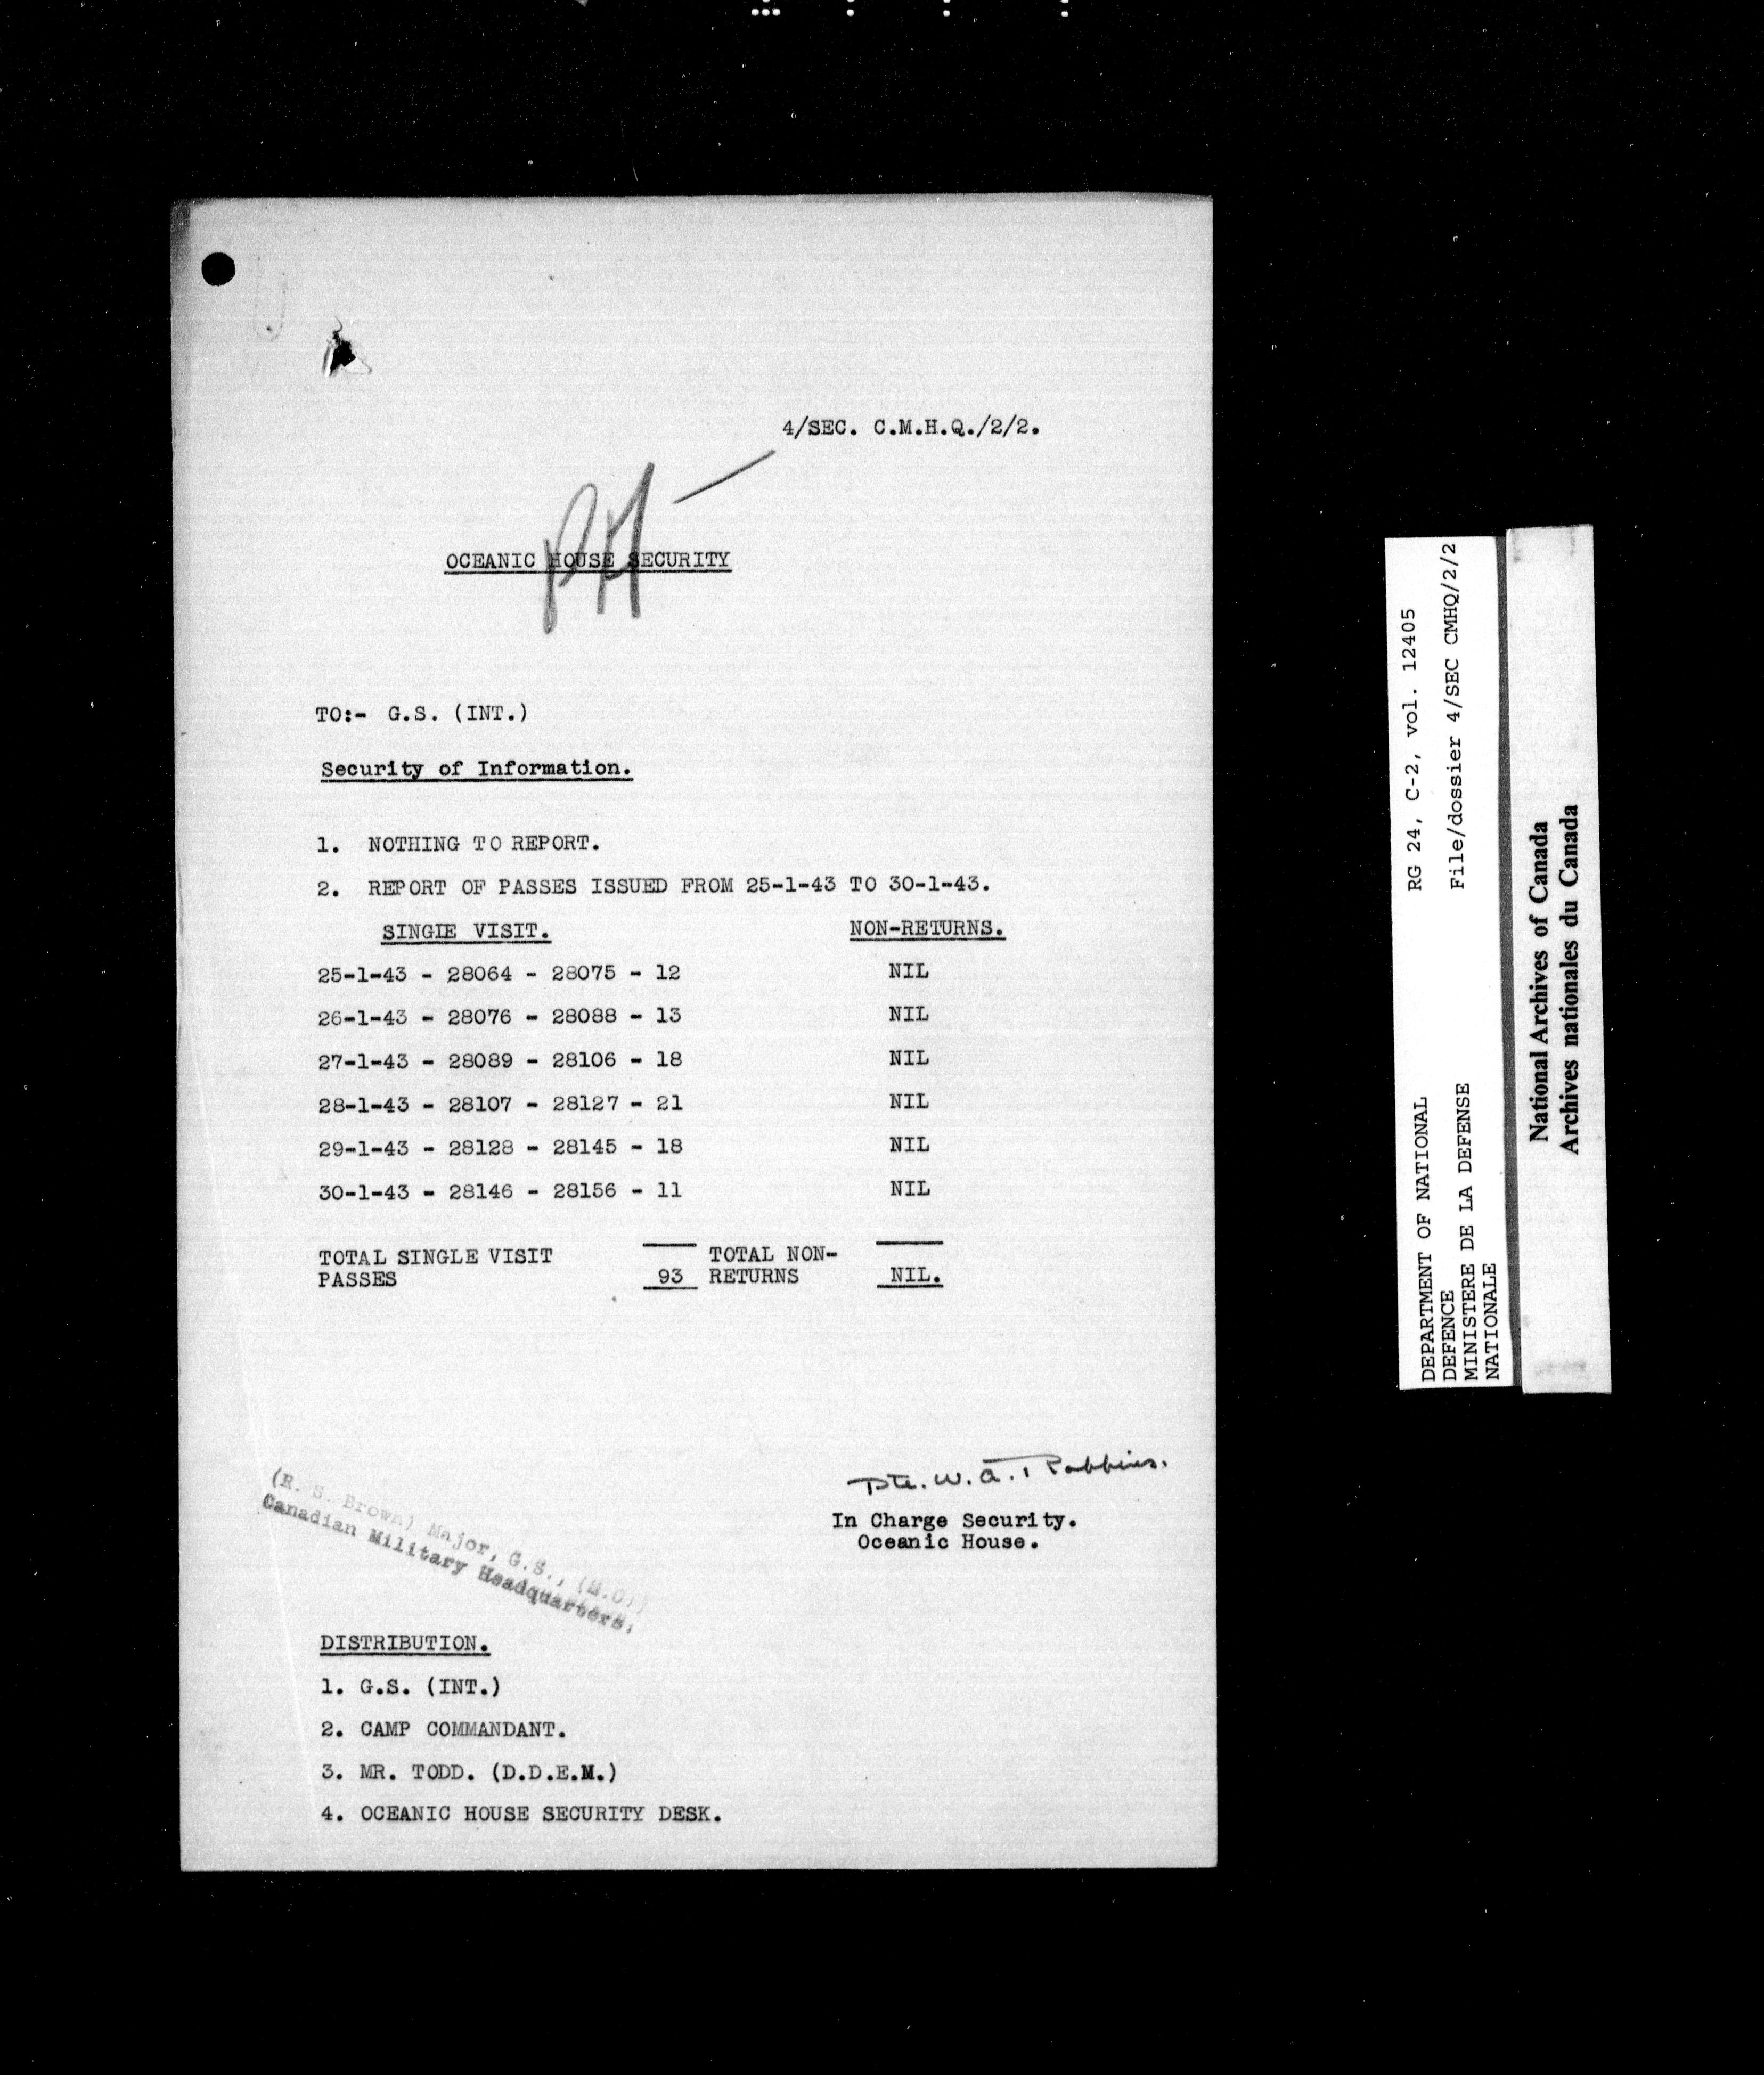 4/SEC. C.M.H.Q./2/2.
PA
OCEANIC HOUSE SECURITY
TO:- G.S. (INT.)
Security of Information.
1. NOTHING TO REPORT.
2. REPORT OF PASSES ISSUED FROM 25-1-43 TO 30-1-43.
SINGIE VISIT. NON-RETURNS.
25-1-43 - 28064 - 28075 - 12 NIL
26-1-43 - 28076 - 28088 - 13 NIL
27-1-43 - 28089 - 28106 - 18 NIL
28-1-43 - 28107 - 28127 - 21 NIL
29-1-43 - 28128 - 28145 - 18 NIL
30-1-43 - 28146 - 28156 - 11 NIL
TOTAL SINGLE VISIT TOTAL NON-
PASSES 93 RETURNS NIL.
Pte. W. A. Robbins.
In Charge Security.
Oceanic House.
(R. S. Brown) Major, G.S., (M.O))
Canadian Military Headquarters,
DISTRIBUTION.
1. G.S. (INT.)
2. CAMP COMMANDANT.
3. MR. TODD. (D.D.E.M.)
4. OCEANIC HOUSE SECURITY DESK.
DEPARTMENT OF NATIONAL RG 24, C-2, vol. 12405
DEFENCE File/dossier 4/SEC CMHQ/2/2
MINISTERE DE LA DEFENSE
NATIONALE
National Archives of Canada
Archives nationales du Canada